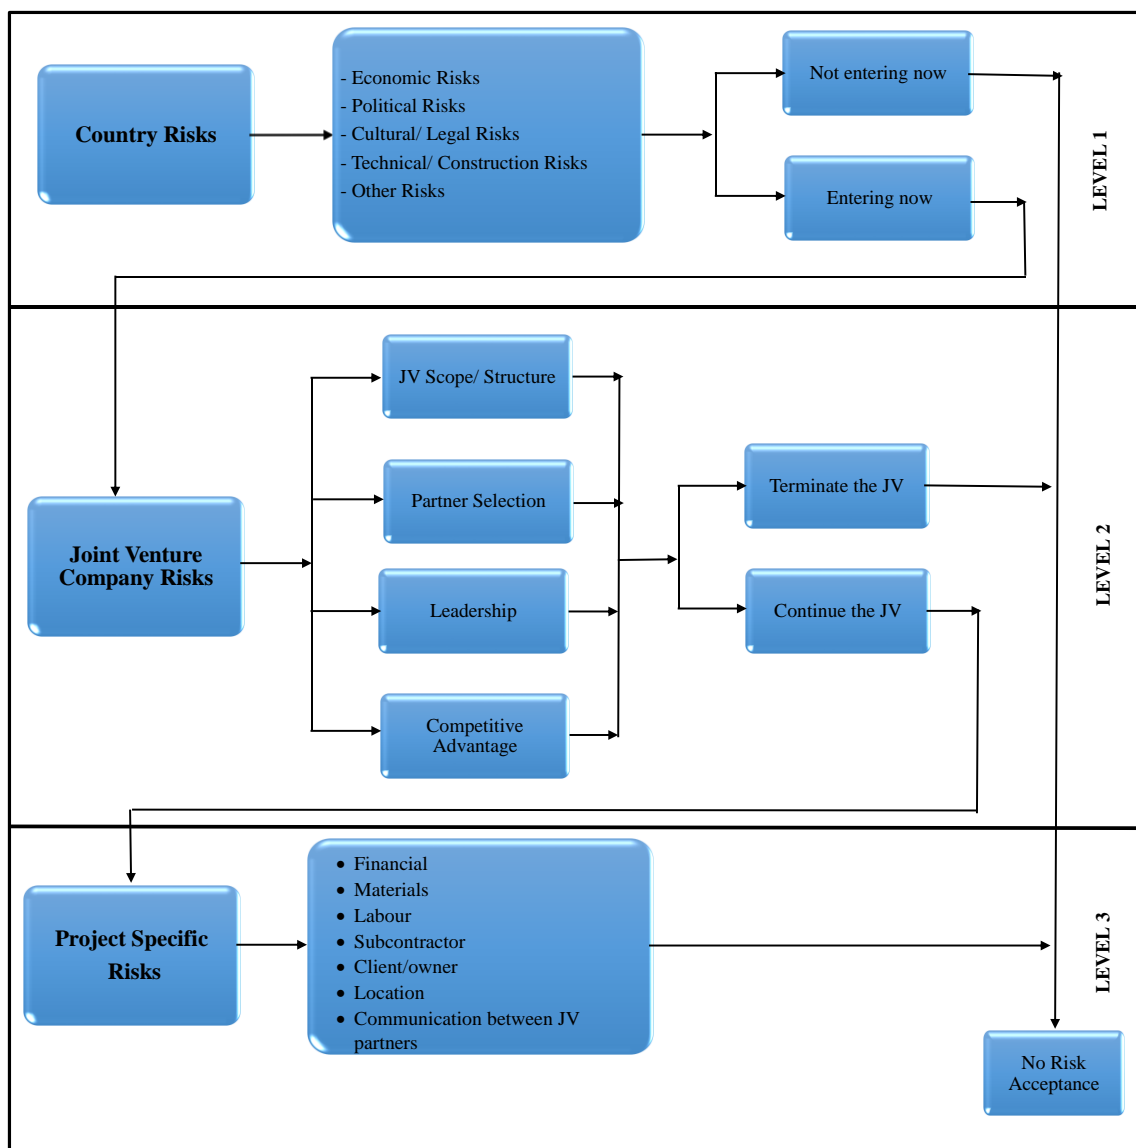 Country Risks
- Economic Risks
- Political Risks
- Cultural/ Legal Risks
- Technical/ Construction Risks
- Other Risks
Not entering now
Entering now
LEVEL 1
Joint Venture
Company Risks
JV Scope/ Structure
Partner Selection
Leadership
Competitive
Advantage
Terminate the JV
Continue the JV
LEVEL 2
Project Specific
Risks
• Financial
• Materials
• Labour
• Subcontractor
• Client/owner
• Location
• Communication between JV
partners
LEVEL 3
No Risk
Acceptance